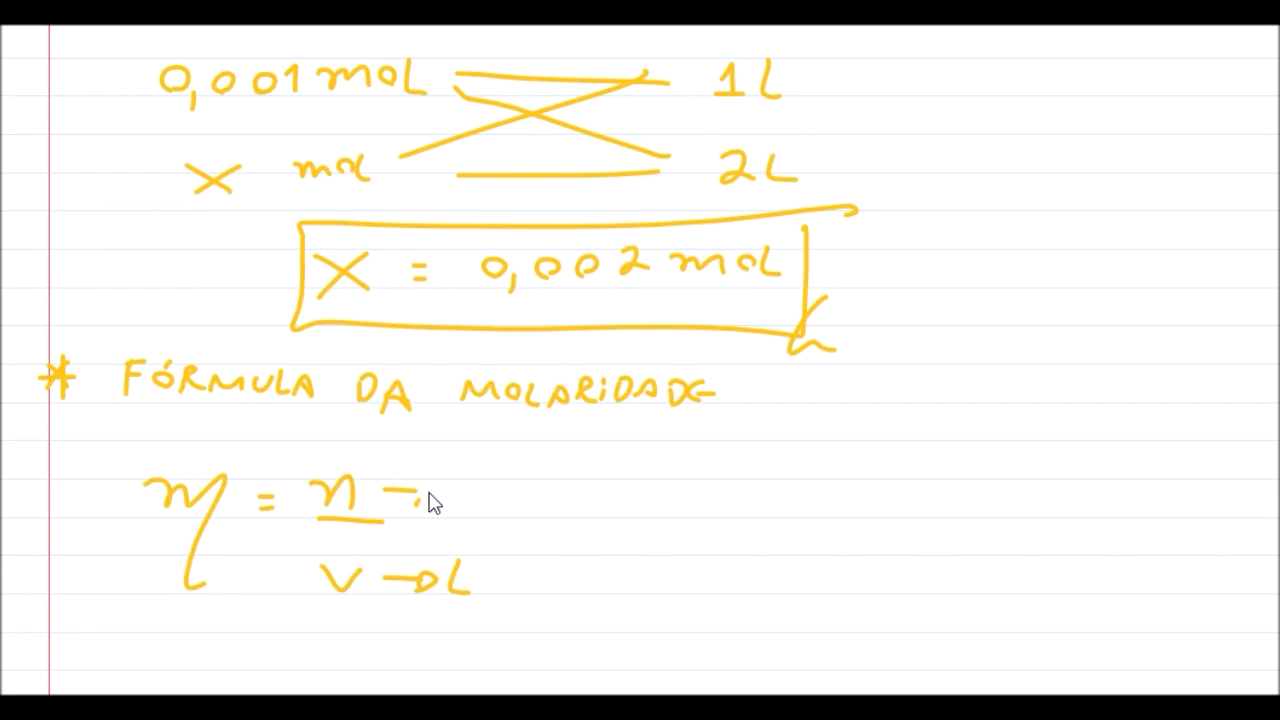 0,001 mol 1L
X mol 2L
X = 0,002 mol
* FÓRMULA DA MOLARIDADE
M = n →
V → L